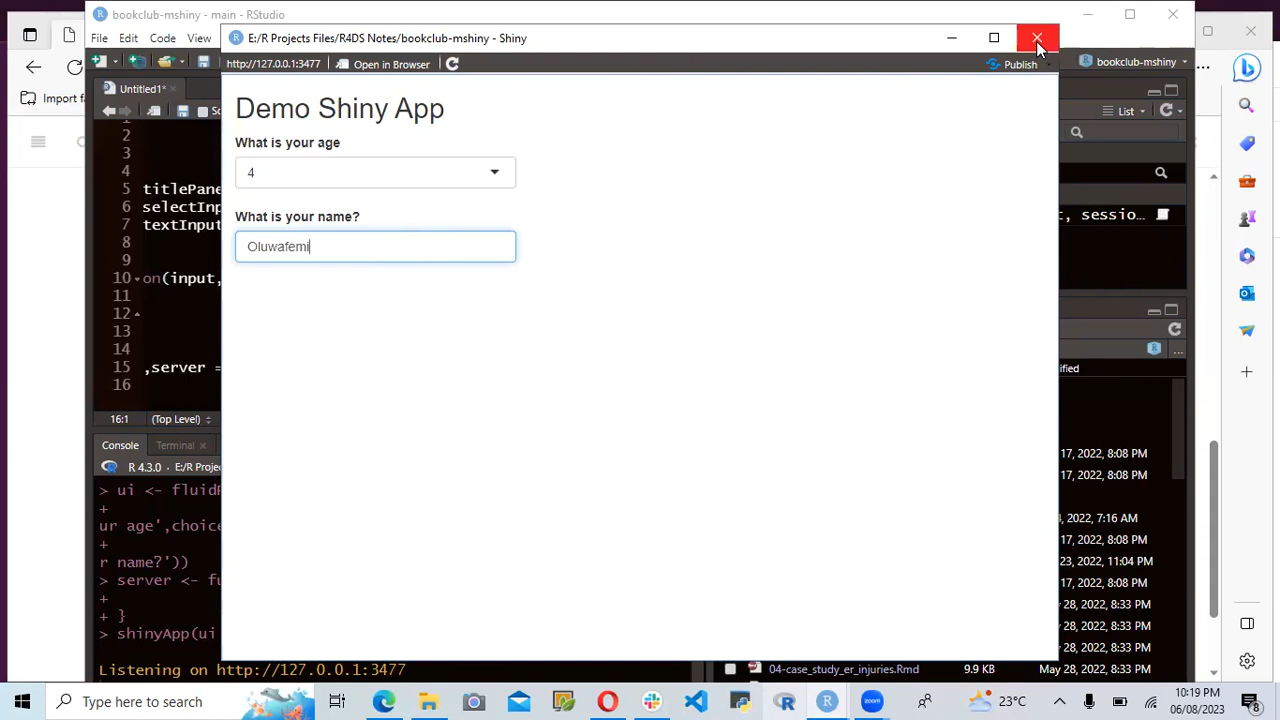 bookclub-mshiny - main - RStudio
File Edit Code View
E:/R Projects Files/R4DS Notes/bookclub-mshiny - Shiny
http://127.0.0.1:3477 Open in Browser
Publish
bookclub-mshiny
Import f
Untitled1*
List
Demo Shiny App
What is your age
4
What is your name?
Oluwafemi
2
3
4
5 titlePane
6 selectInp
7 textInput
8
9
10 on(input,
11
12
13
14
15 ,server =
16
, sessio...
16:1 (Top Level)
Console Terminal
R 4.3.0 · E:/R Proje
> ui <- fluidP
+
ur age',choice
+
r name?'))
> server <- fu
+
+ }
> shinyApp(ui
Listening on http://127.0.0.1:3477
ified
17, 2022, 8:08 PM
17, 2022, 8:08 PM
4, 2022, 7:16 AM
17, 2022, 8:08 PM
23, 2022, 11:04 PM
17, 2022, 8:08 PM
28, 2022, 8:33 PM
28, 2022, 8:33 PM
28, 2022, 8:33 PM
04-case_study_er_injuries.Rmd 9.9 KB May 28, 2022, 8:33 PM
Type here to search
23°C
10:19 PM
06/08/2023
8